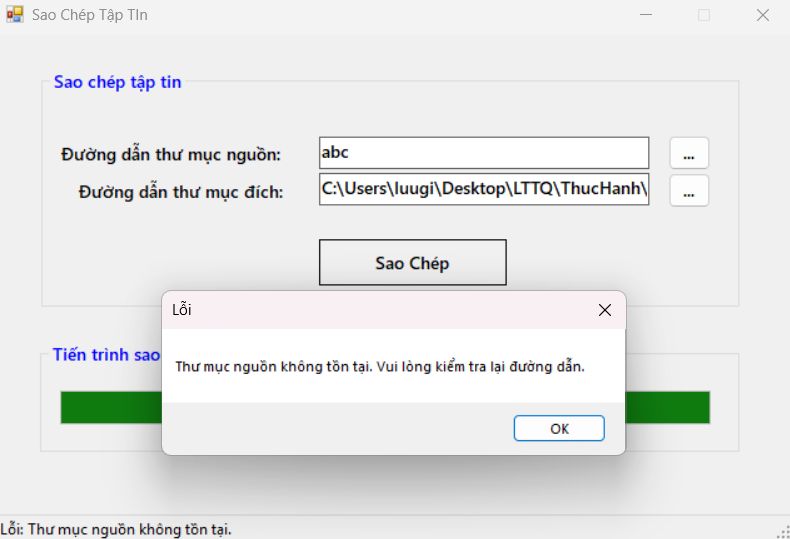 Sao Chép Tập TIn
Sao chép tập tin
Đường dẫn thư mục nguồn:
abc
...
Đường dẫn thư mục đích:
C:\Users\luugi\Desktop\LTTQ\ThucHanh\
...
Sao Chép
Lỗi
Tiến trình sao
Thư mục nguồn không tồn tại. Vui lòng kiểm tra lại đường dẫn.
OK
Lỗi: Thư mục nguồn không tồn tại.